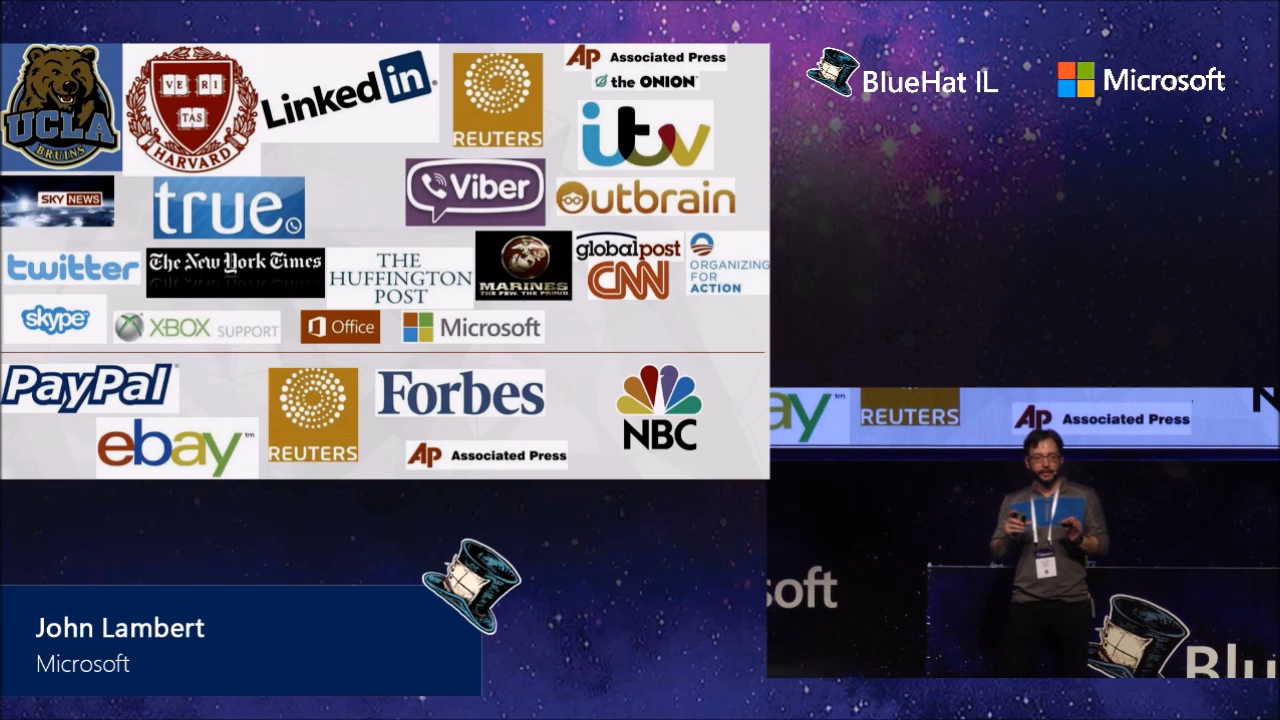 UCLA
BRUINS
VE RI
TAS
HARVARD
LinkedIn
REUTERS
AP Associated Press
the ONION
itv
SKY NEWS
true
Viber
Outbrain
twitter
The New York Times
THE
HUFFINGTON
POST
MARINES
THE FEW. THE PROUD.
globalpost
CNN
ORGANIZING
FOR
ACTION
skype
XBOX SUPPORT
Office
Microsoft
PayPal
ebay™
REUTERS
Forbes
AP Associated Press
NBC
BlueHat IL
Microsoft
ay™
REUTERS
AP Associated Press
N
soft
Blu
John Lambert
Microsoft